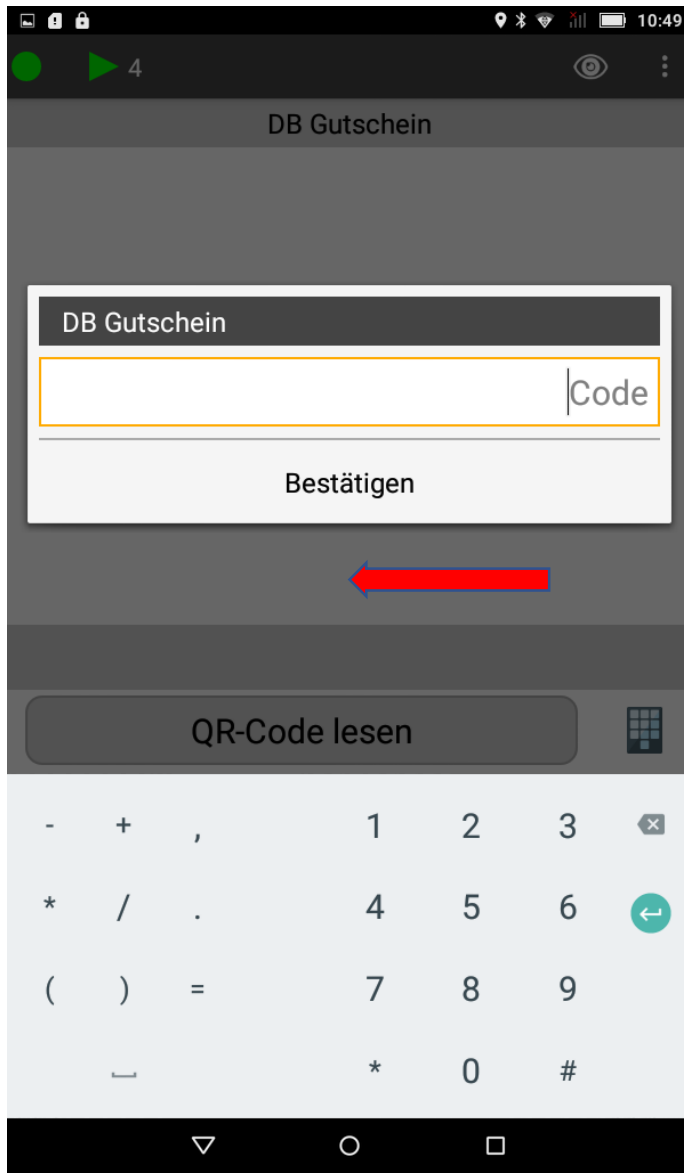 10:49
4
DB Gutschein
DB Gutschein
Code
Bestätigen
QR-Code lesen
- + , 1 2 3
* / . 4 5 6
( ) = 7 8 9
* 0 #